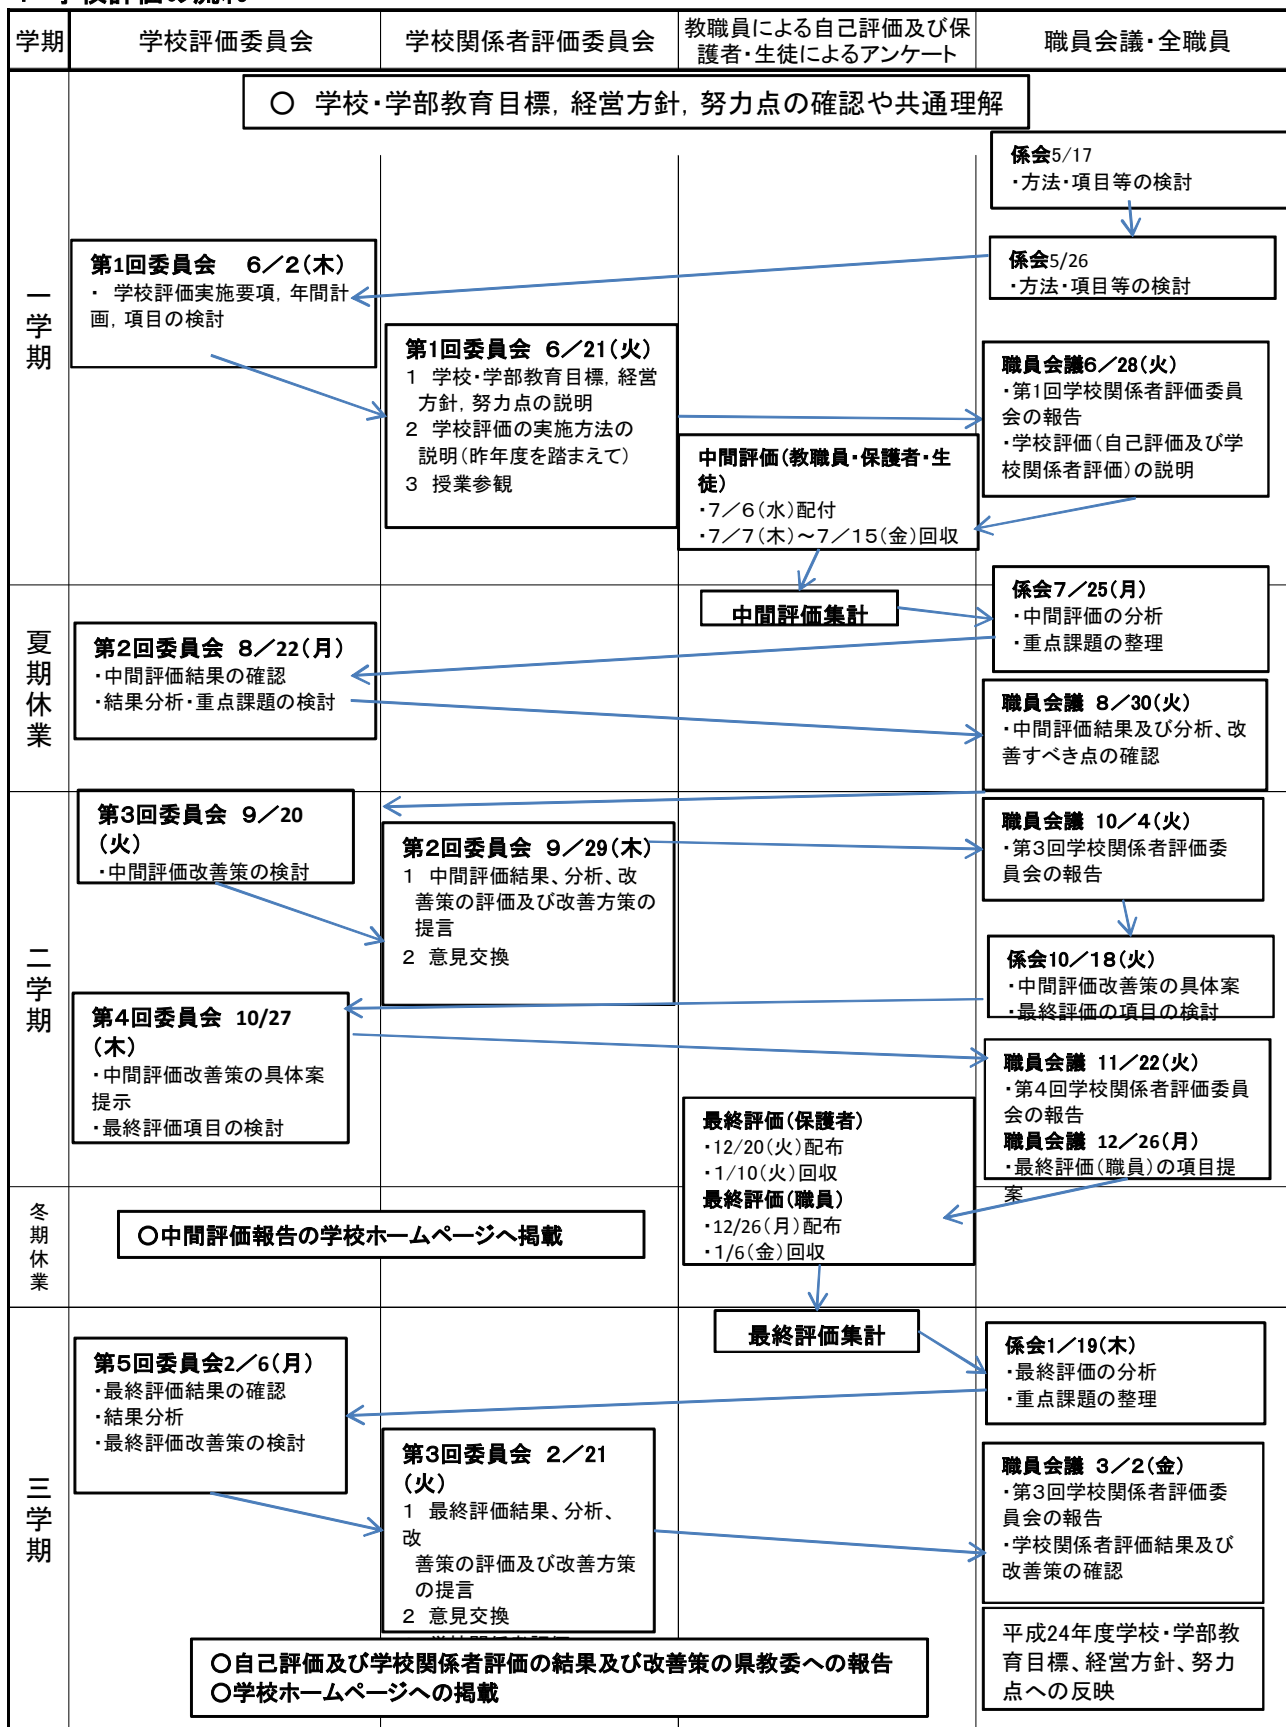 学期
学校評価委員会
学校関係者評価委員会
教職員による自己評価及び保
護者・生徒によるアンケート
職員会議・全職員
○ 学校・学部教育目標，経営方針，努力点の確認や共通理解
一学期
係会5/17
・方法・項目等の検討
係会5/26
・方法・項目等の検討
第1回委員会 6／2（木）
・ 学校評価実施要項，年間計
画，項目の検討
第1回委員会 6／21（火）
1 学校・学部教育目標，経営
方針，努力点の説明
2 学校評価の実施方法の
説明（昨年度を踏まえて）
3 授業参観
職員会議6／28（火）
・第1回学校関係者評価委員
会の報告
・学校評価（自己評価及び学
校関係者評価）の説明
中間評価（教職員・保護者・生
徒）
・7／6（水）配付
・7／7（木）～7／15（金）回収
夏期休業
中間評価集計
係会7／25（月）
・中間評価の分析
・重点課題の整理
第2回委員会 8／22（月）
・中間評価結果の確認
・結果分析・重点課題の検討
職員会議 8／30（火）
・中間評価結果及び分析、改
善すべき点の確認
二学期
第3回委員会 9／20
（火）
・中間評価改善策の検討
第2回委員会 9／29（木）
1 中間評価結果、分析、改
善策の評価及び改善方策の
提言
2 意見交換
職員会議 10／4（火）
・第3回学校関係者評価委
員会の報告
係会10／18（火）
・中間評価改善策の具体案
・最終評価の項目の検討
第4回委員会 10/27
（木）
・中間評価改善策の具体案
提示
・最終評価項目の検討
職員会議 11／22（火）
・第4回学校関係者評価委員
会の報告
職員会議 12／26（月）
・最終評価（職員）の項目提
案
最終評価（保護者）
・12/20（火）配布
・1/10（火）回収
最終評価（職員）
・12/26（月）配布
・1/6（金）回収
冬期休業
○中間評価報告の学校ホームページへ掲載
三学期
最終評価集計
係会1／19（木）
・最終評価の分析
・重点課題の整理
第5回委員会2／6（月）
・最終評価結果の確認
・結果分析
・最終評価改善策の検討
第3回委員会 2／21
（火）
1 最終評価結果、分析、
改
善策の評価及び改善方策
の提言
2 意見交換
職員会議 3／2（金）
・第3回学校関係者評価委
員会の報告
・学校関係者評価結果及び
改善策の確認
○自己評価及び学校関係者評価の結果及び改善策の県教委への報告
○学校ホームページへの掲載
平成24年度学校・学部教
育目標、経営方針、努力
点への反映